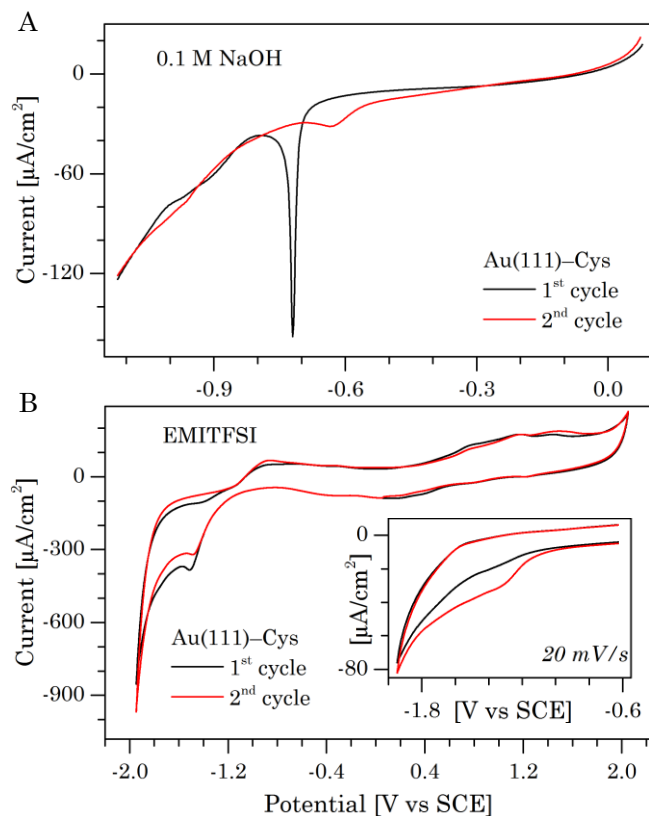 A
0.1 M NaOH
0
-60
-120
Current [µA/cm²]
Au(111)–Cys
1ˢᵗ cycle
2ⁿᵈ cycle
-0.9
-0.6
-0.3
0.0
B
EMITFSI
0
-300
-600
-900
Current [µA/cm²]
Au(111)–Cys
1ˢᵗ cycle
2ⁿᵈ cycle
0
-80
[µA/cm²]
20 mV/s
-1.8
-0.6
[V vs SCE]
-2.0
-1.2
-0.4
0.4
1.2
2.0
Potential [V vs SCE]